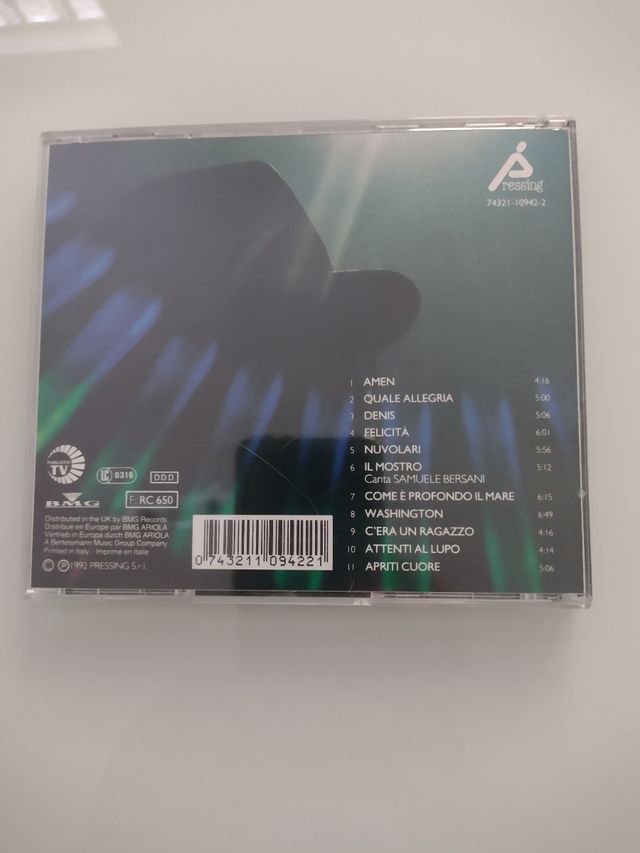 Pressing
74321-10942-2
1 AMEN 4:16
2 QUALE ALLEGRIA 5:00
3 DENIS 5:06
4 FELICITÀ 6:01
5 NUVOLARI 5:56
6 IL MOSTRO 5:12
Canta SAMUELE BERSANI
7 COME È PROFONDO IL MARE 6:15
8 WASHINGTON 6:49
9 C'ERA UN RAGAZZO 4:16
10 ATTENTI AL LUPO 4:14
11 APRITI CUORE 5:06
TV
LC 0316
DDD
BMG
F: RC 650
Distributed in the UK by BMG Records
Distribué en Europe par BMG ARIOLA
Vertrieb in Europa durch BMG ARIOLA
A Bertelsmann Music Group Company
Printed in Italy - Imprimé en Italie
© ℗ 1992 PRESSING S.r.l.
0 743211 094221